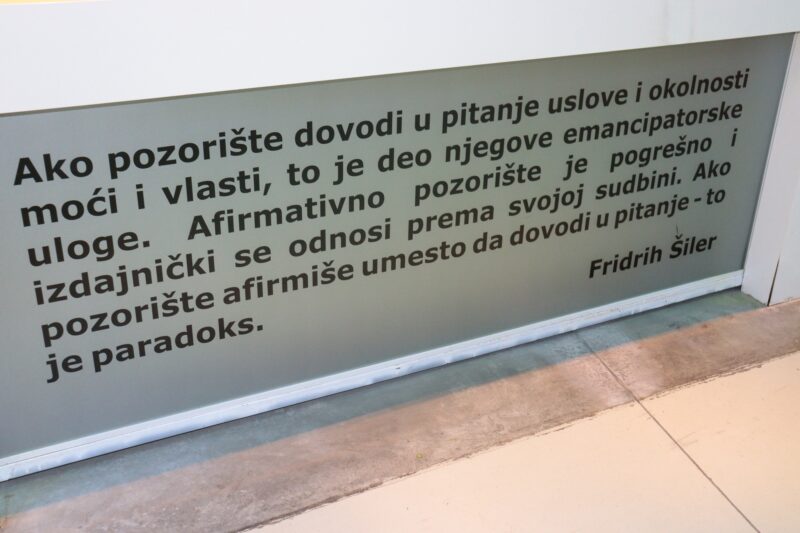 Ako pozorište dovodi u pitanje uslove i okolnosti
moći i vlasti, to je deo njegove emancipatorske
uloge. Afirmativno pozorište je pogrešno i
izdajnički se odnosi prema svojoj sudbini. Ako
pozorište afirmiše umesto da dovodi u pitanje - to
je paradoks.
Fridrih Šiler